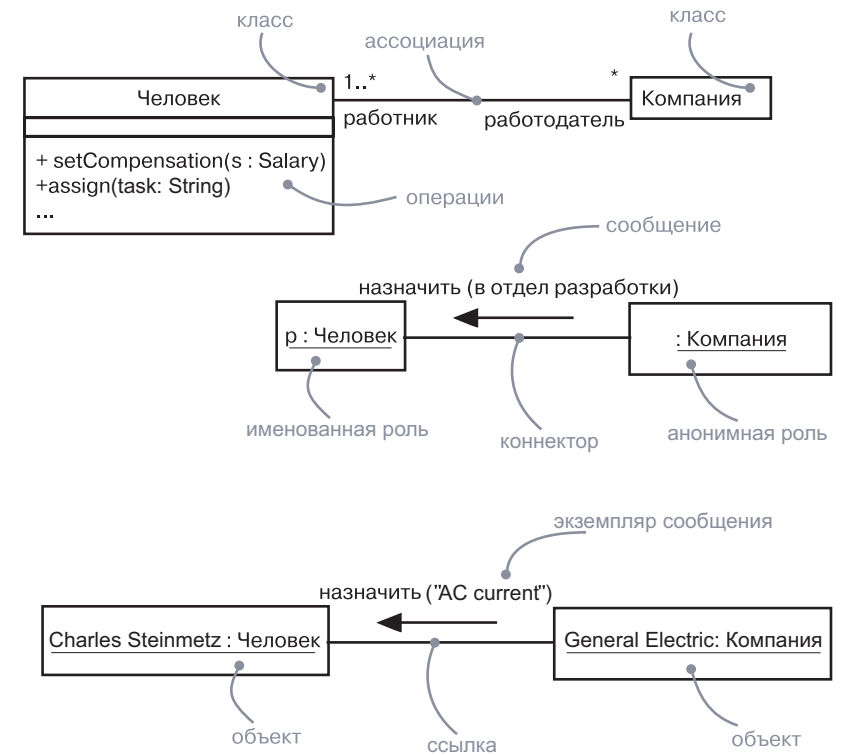 класс
ассоциация
класс
1..*
*
Человек
Компания
работник
работодатель
+ setCompensation(s : Salary)
+assign(task: String)
...
операции
сообщение
назначить (в отдел разработки)
p : Человек
: Компания
именованная роль
коннектор
анонимная роль
экземпляр сообщения
назначить ("AC current")
Charles Steinmetz : Человек
General Electric: Компания
объект
ссылка
объект